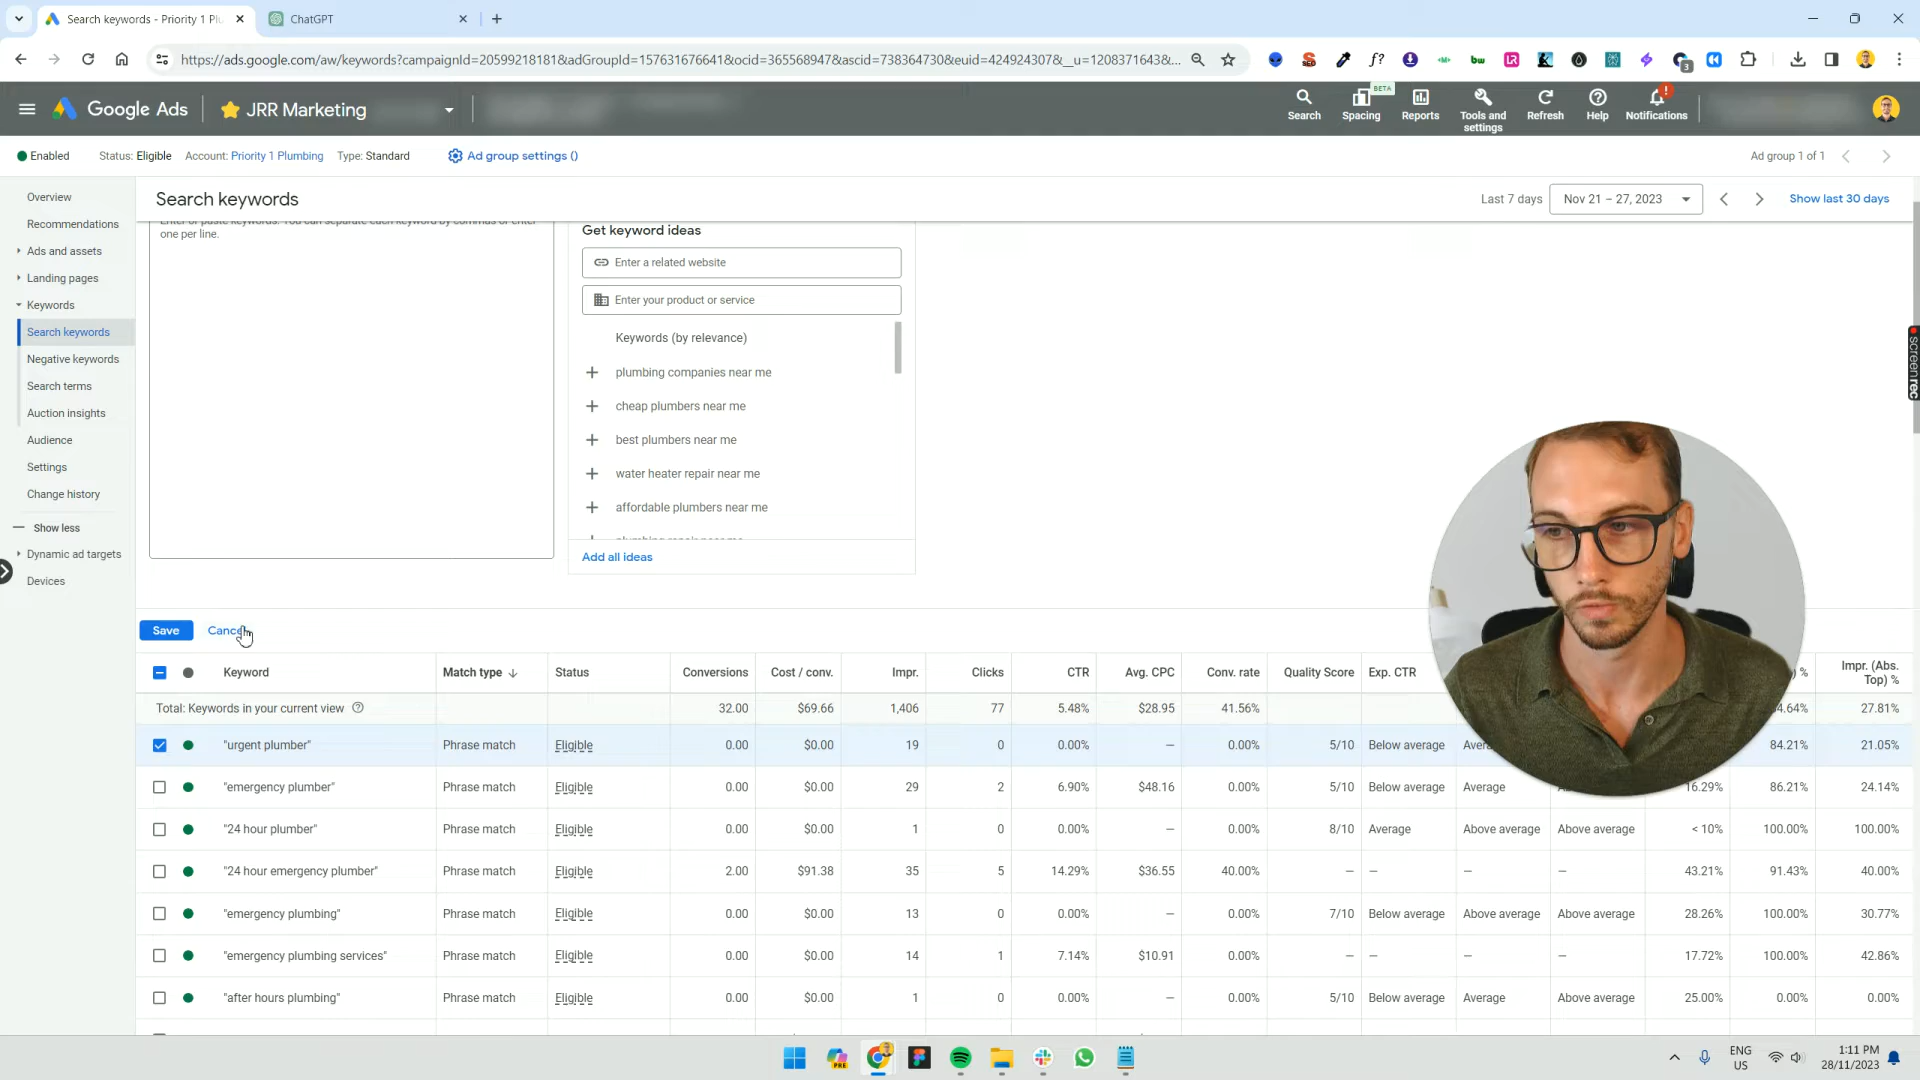 Search keywords - Priority 1 Plu
ChatGPT
https://ads.google.com/aw/keywords?campaignId=20599218181&adGroupId=157631676641&ocid=365568947&ascid=738364730&euid=424924307&__u=1208371643&...
Google Ads
JRR Marketing
Search
BETA
Spacing
Reports
Tools and settings
Refresh
Help
Notifications
Enabled
Status: Eligible
Account: Priority 1 Plumbing
Type: Standard
Ad group settings ()
Ad group 1 of 1
Overview
Recommendations
Ads and assets
Landing pages
Keywords
Search keywords
Negative keywords
Search terms
Auction insights
Audience
Settings
Change history
Show less
Dynamic ad targets
Devices
Search keywords
Last 7 days
Nov 21 – 27, 2023
Show last 30 days
Enter or paste keywords. You can separate each keyword by commas or enter
one per line.
Get keyword ideas
Enter a related website
Enter your product or service
Keywords (by relevance)
plumbing companies near me
cheap plumbers near me
best plumbers near me
water heater repair near me
affordable plumbers near me
Add all ideas
screenrec
Save Cancel
Keyword Match type Status Conversions Cost / conv. Impr. Clicks CTR Avg. CPC Conv. rate Quality Score Exp. CTR % Impr. (Abs. Top) %
Total: Keywords in your current view 32.00 $69.66 1,406 77 5.48% $28.95 41.56% 27.81%
"urgent plumber" Phrase match Eligible 0.00 $0.00 19 0 0.00% — 0.00% 5/10 Below average 84.21% 21.05%
"emergency plumber" Phrase match Eligible 0.00 $0.00 29 2 6.90% $48.16 0.00% 5/10 Below average Average 16.29% 86.21% 24.14%
"24 hour plumber" Phrase match Eligible 0.00 $0.00 1 0 0.00% — 0.00% 8/10 Average Above average Above average < 10% 100.00% 100.00%
"24 hour emergency plumber" Phrase match Eligible 2.00 $91.38 35 5 14.29% $36.55 40.00% — — — — 43.21% 91.43% 40.00%
"emergency plumbing" Phrase match Eligible 0.00 $0.00 13 0 0.00% — 0.00% 7/10 Below average Above average Above average 28.26% 100.00% 30.77%
"emergency plumbing services" Phrase match Eligible 0.00 $0.00 14 1 7.14% $10.91 0.00% — — — — 17.72% 100.00% 42.86%
"after hours plumbing" Phrase match Eligible 0.00 $0.00 1 0 0.00% — 0.00% 5/10 Below average Average Above average 25.00% 0.00% 0.00%
ENG
US
1:11 PM
28/11/2023